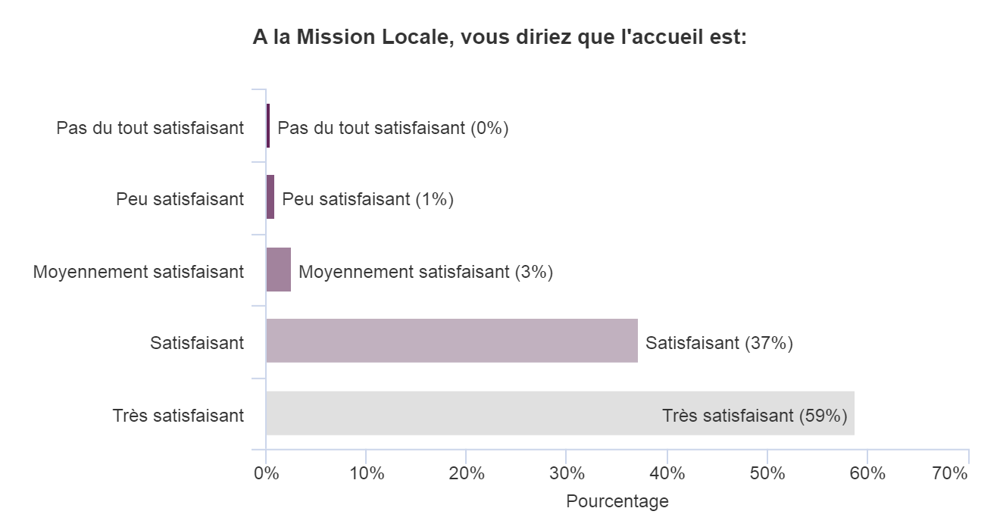 A la Mission Locale, vous diriez que l'accueil est:
Pas du tout satisfaisant Pas du tout satisfaisant (0%)
Peu satisfaisant Peu satisfaisant (1%)
Moyennement satisfaisant Moyennement satisfaisant (3%)
Satisfaisant Satisfaisant (37%)
Très satisfaisant Très satisfaisant (59%)
0% 10% 20% 30% 40% 50% 60% 70%
Pourcentage